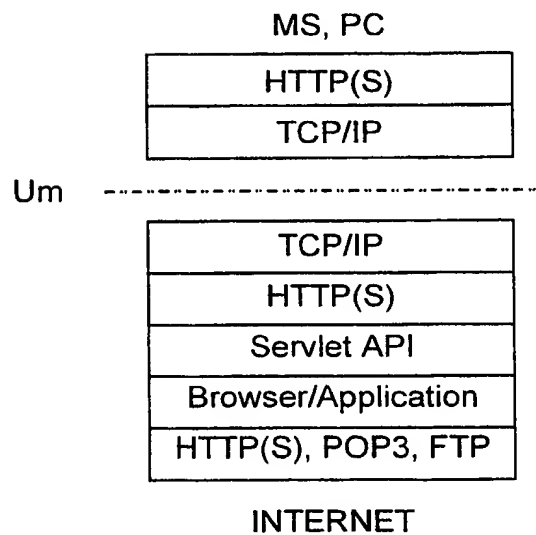 MS, PC
HTTP(S)
TCP/IP
Um
TCP/IP
HTTP(S)
Servlet API
Browser/Application
HTTP(S), POP3, FTP
INTERNET